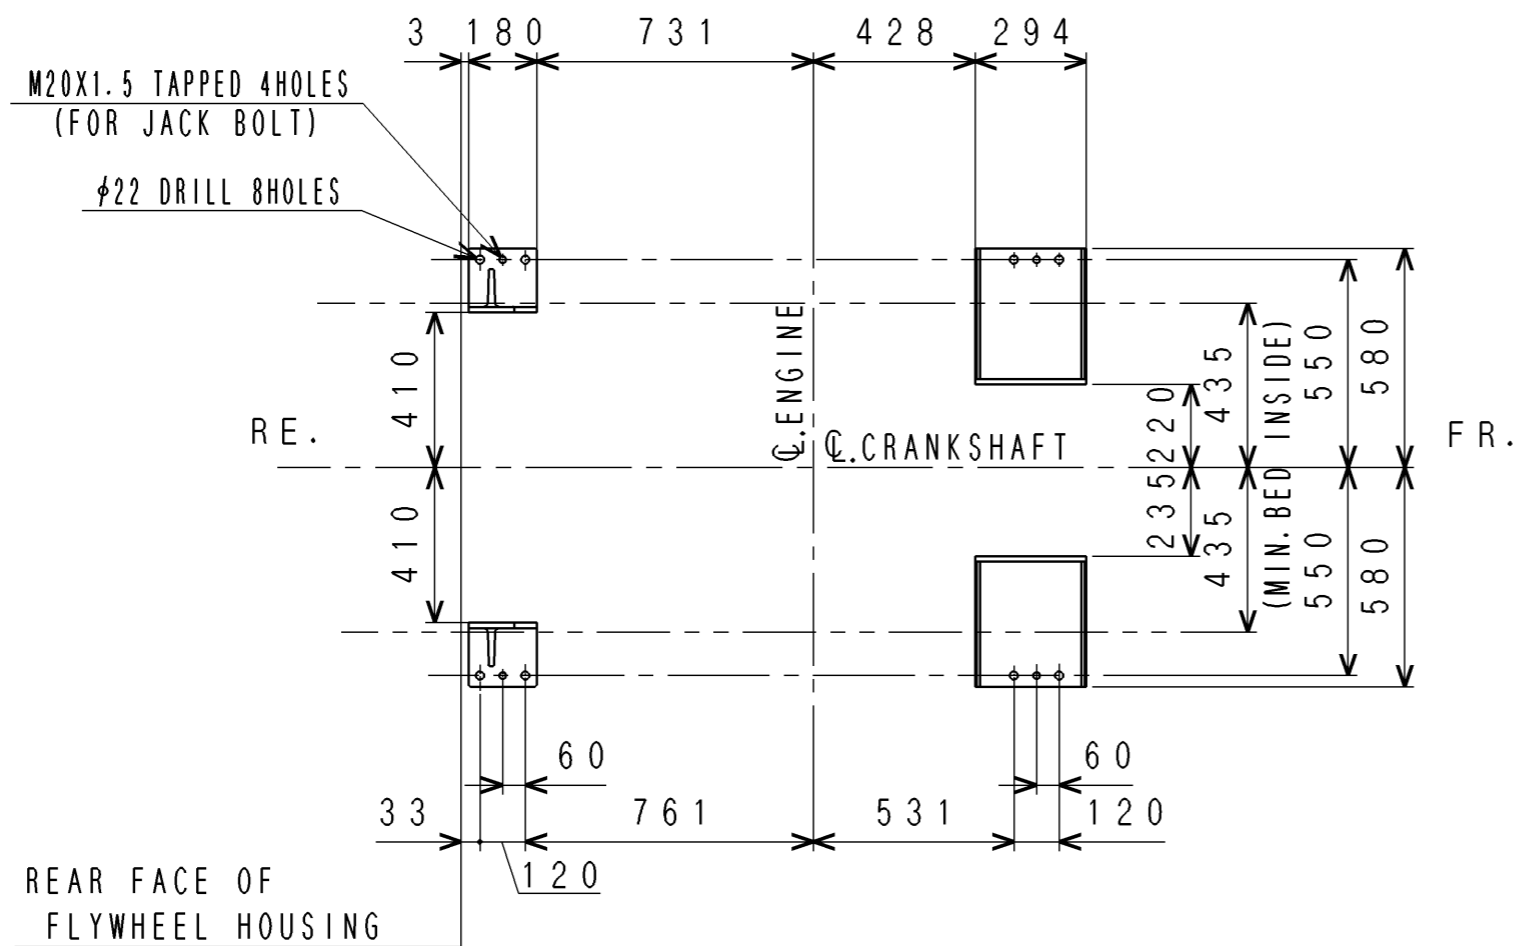 3 180 731 428 294
M20X1.5 TAPPED 4HOLES
(FOR JACK BOLT)
φ22 DRILL 8HOLES
410
410
RE.
℄.ENGINE
℄.CRANKSHAFT
220
235
435
435
(MIN.BED INSIDE)
550
550
580
580
FR.
60 60
33 761 531 120
120
REAR FACE OF
FLYWHEEL HOUSING